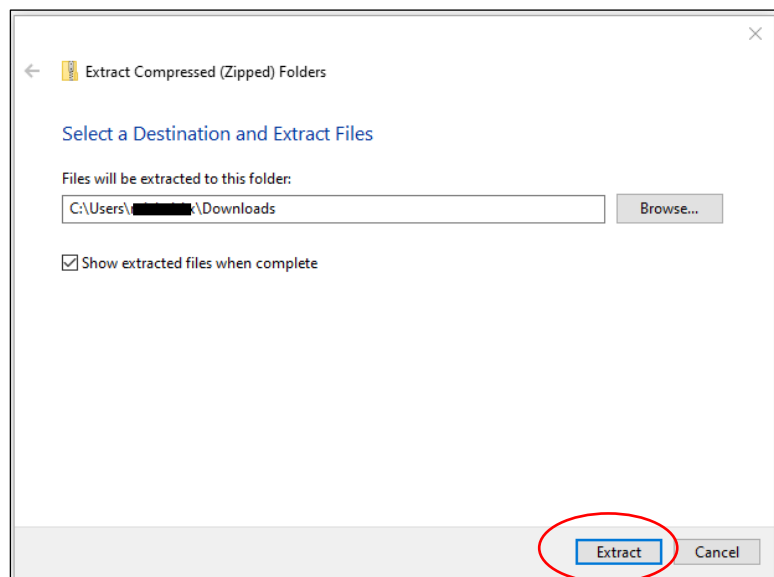 Extract Compressed (Zipped) Folders
Select a Destination and Extract Files
Files will be extracted to this folder:
C:\Users\ \Downloads
Browse...
Show extracted files when complete
Extract
Cancel